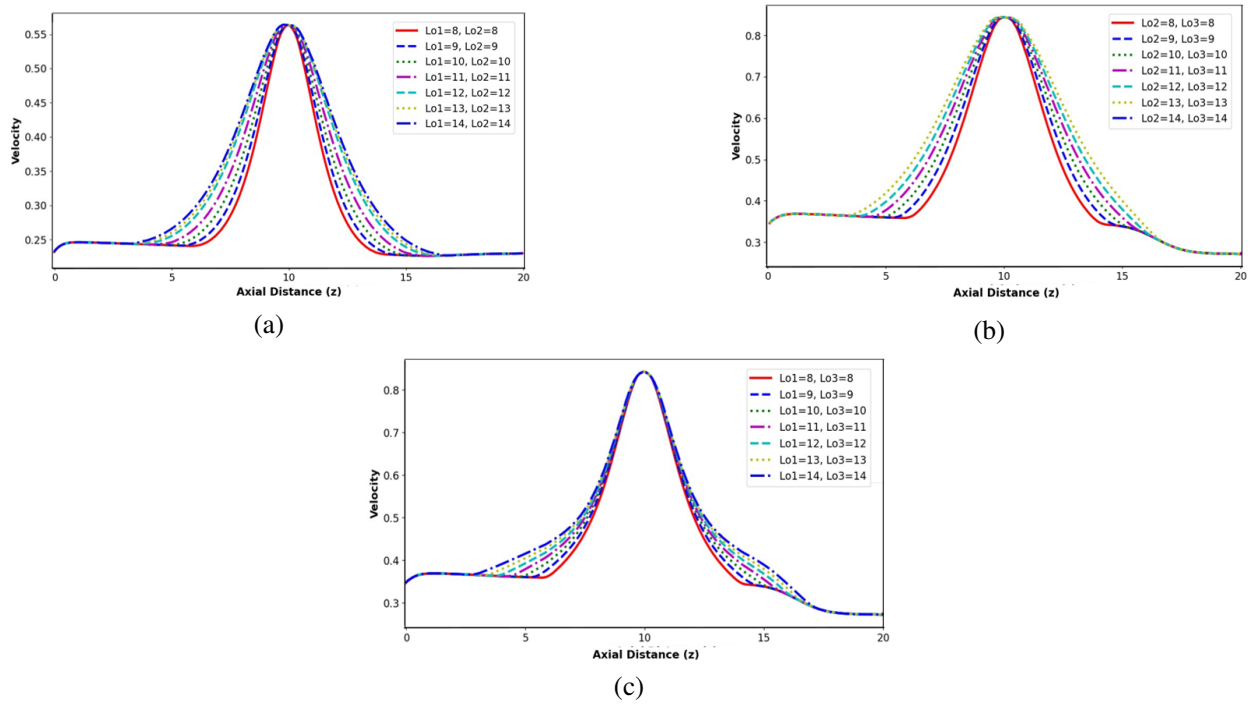 0.55
0.50
0.45
0.40
0.35
0.30
0.25
Velocity
0
5
10
15
20
Axial Distance (z)
Lo1=8, Lo2=8
Lo1=9, Lo2=9
Lo1=10, Lo2=10
Lo1=11, Lo2=11
Lo1=12, Lo2=12
Lo1=13, Lo2=13
Lo1=14, Lo2=14
(a)
0.8
0.7
0.6
0.5
0.4
0.3
Velocity
0
5
10
15
20
Axial Distance (z)
Lo2=8, Lo3=8
Lo2=9, Lo3=9
Lo2=10, Lo3=10
Lo2=11, Lo3=11
Lo2=12, Lo3=12
Lo2=13, Lo3=13
Lo2=14, Lo3=14
(b)
0.8
0.7
0.6
0.5
0.4
0.3
Velocity
0
5
10
15
20
Axial Distance (z)
Lo1=8, Lo3=8
Lo1=9, Lo3=9
Lo1=10, Lo3=10
Lo1=11, Lo3=11
Lo1=12, Lo3=12
Lo1=13, Lo3=13
Lo1=14, Lo3=14
(c)